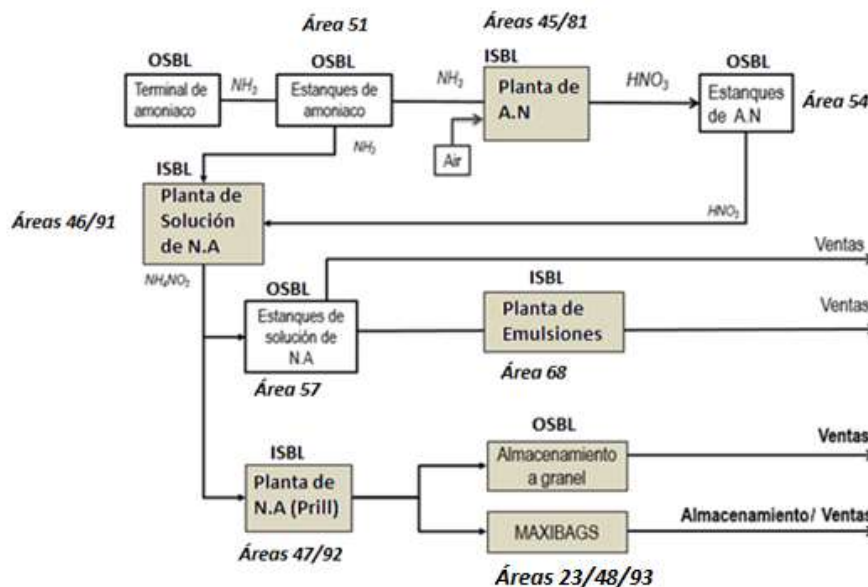 Área 51
Áreas 45/81
OSBL
OSBL
ISBL
OSBL
Terminal de
amoniaco
NH3
Estanques de
amoniaco
NH3
Planta de
A.N
HNO3
Estanques
de A.N
Área 54
Air
NH3
ISBL
Planta de
Solución
de N.A
Áreas 46/91
HNO3
NH4NO3
Ventas
OSBL
Estanques de
solución de
N.A
ISBL
Planta de
Emulsiones
Ventas
Área 57
Área 68
ISBL
Planta de
N.A (Prill)
OSBL
Almacenamiento
a granel
Ventas
MAXIBAGS
Almacenamiento/ Ventas
Áreas 47/92
Áreas 23/48/93